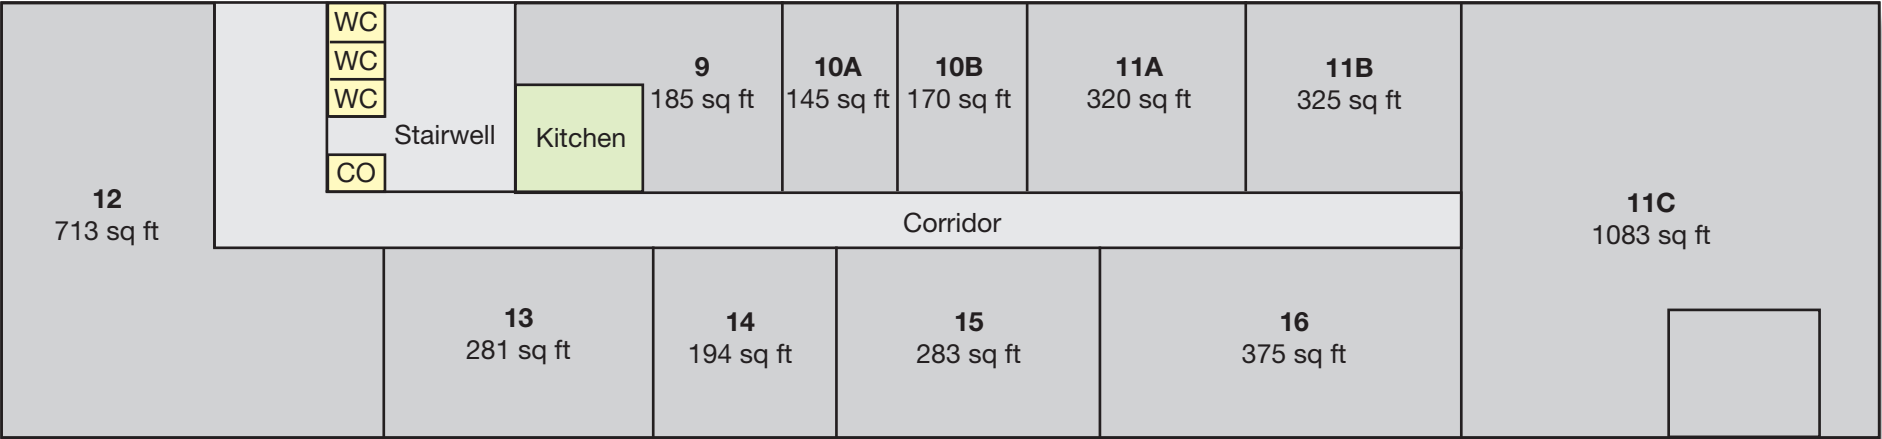 WC
WC
WC
Stairwell
CO
Kitchen
9
185 sq ft
10A
145 sq ft
10B
170 sq ft
11A
320 sq ft
11B
325 sq ft
12
713 sq ft
Corridor
11C
1083 sq ft
13
281 sq ft
14
194 sq ft
15
283 sq ft
16
375 sq ft